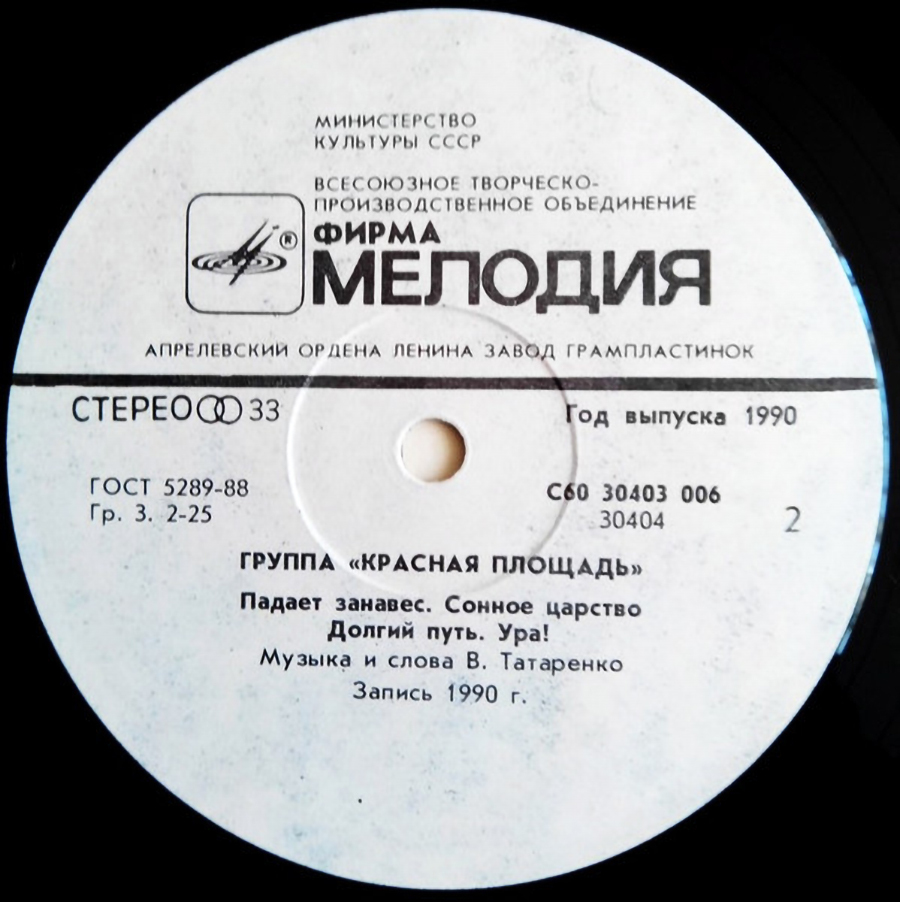 МИНИСТЕРСТВО
КУЛЬТУРЫ СССР
ВСЕСОЮЗНОЕ ТВОРЧЕСКО-
ПРОИЗВОДСТВЕННОЕ ОБЪЕДИНЕНИЕ
®
ФИРМА
МЕЛОДИЯ
АПРЕЛЕВСКИЙ ОРДЕНА ЛЕНИНА ЗАВОД ГРАМПЛАСТИНОК
СТЕРЕО 33
Год выпуска 1990
ГОСТ 5289-88
Гр. 3. 2-25
С60 30403 006
30404
2
ГРУППА «КРАСНАЯ ПЛОЩАДЬ»
Падает занавес. Сонное царство
Долгий путь. Ура!
Музыка и слова В. Татаренко
Запись 1990 г.